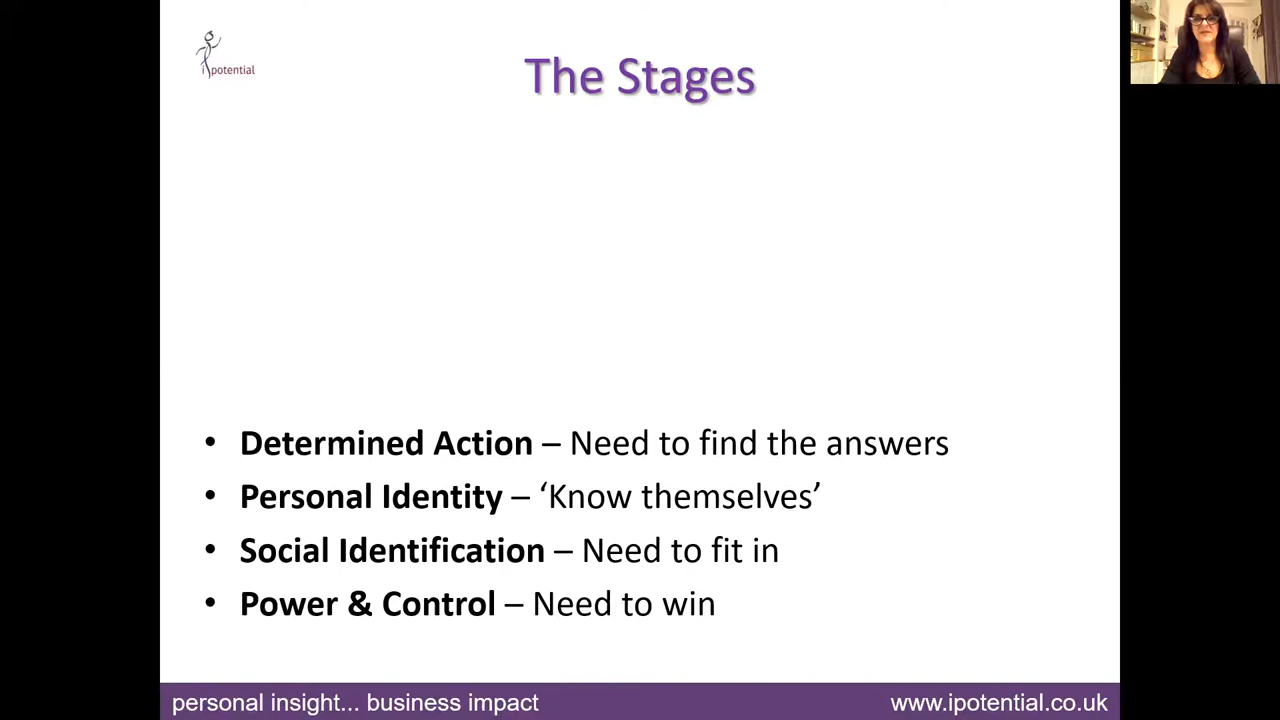 i potential
The Stages
• Determined Action – Need to find the answers
• Personal Identity – ‘Know themselves’
• Social Identification – Need to fit in
• Power & Control – Need to win
personal insight... business impact
www.ipotential.co.uk